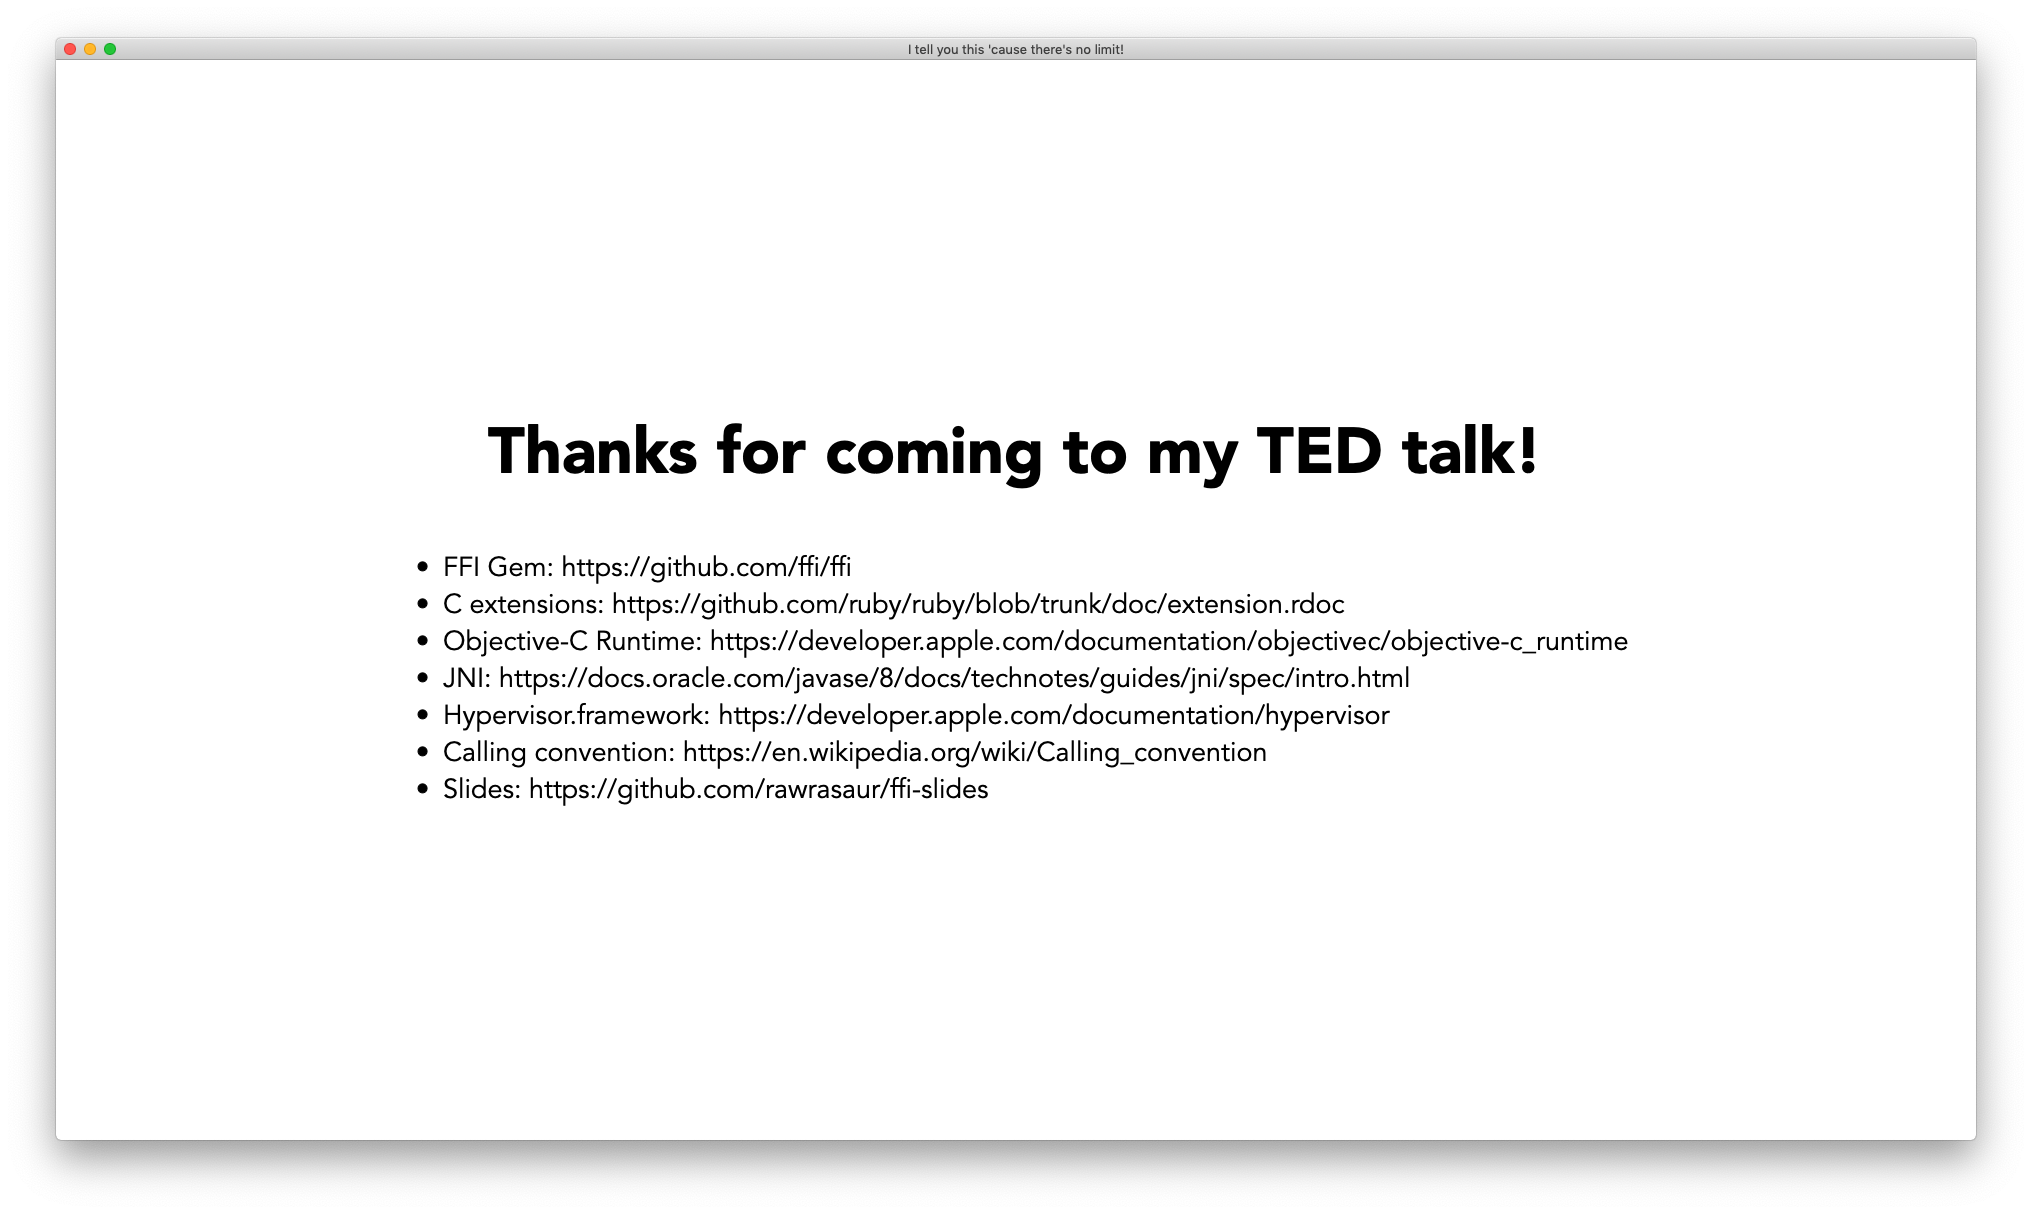 I tell you this 'cause there's no limit!
Thanks for coming to my TED talk!
• FFI Gem: https://github.com/ffi/ffi
• C extensions: https://github.com/ruby/ruby/blob/trunk/doc/extension.rdoc
• Objective-C Runtime: https://developer.apple.com/documentation/objectivec/objective-c_runtime
• JNI: https://docs.oracle.com/javase/8/docs/technotes/guides/jni/spec/intro.html
• Hypervisor.framework: https://developer.apple.com/documentation/hypervisor
• Calling convention: https://en.wikipedia.org/wiki/Calling_convention
• Slides: https://github.com/rawrasaur/ffi-slides